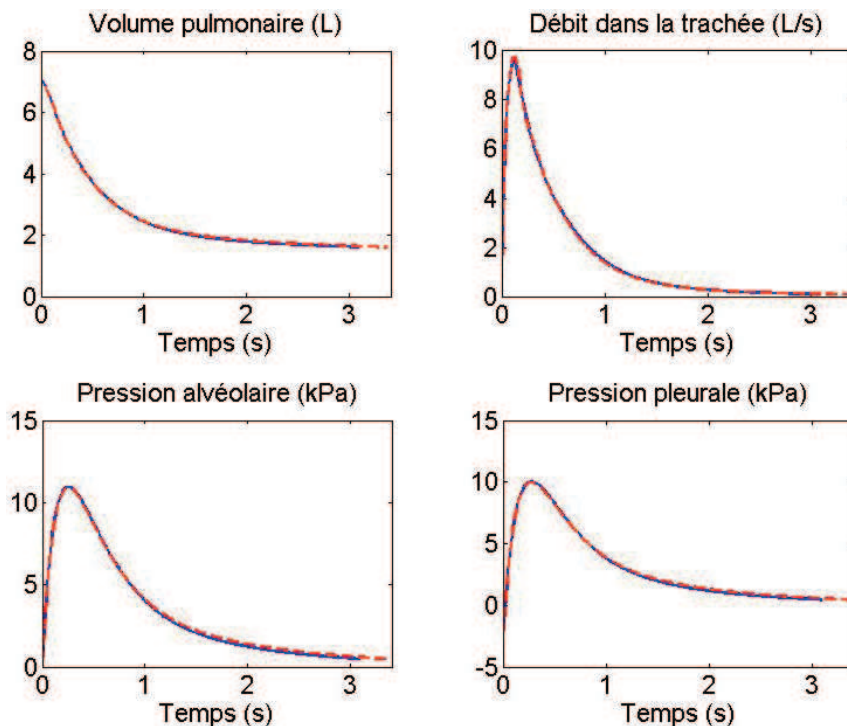 Volume pulmonaire (L)
8
6
4
2
0
0 1 2 3
Temps (s)
Débit dans la trachée (L/s)
10
8
6
4
2
0
0 1 2 3
Temps (s)
Pression alvéolaire (kPa)
15
10
5
0
0 1 2 3
Temps (s)
Pression pleurale (kPa)
15
10
5
0
-5
0 1 2 3
Temps (s)